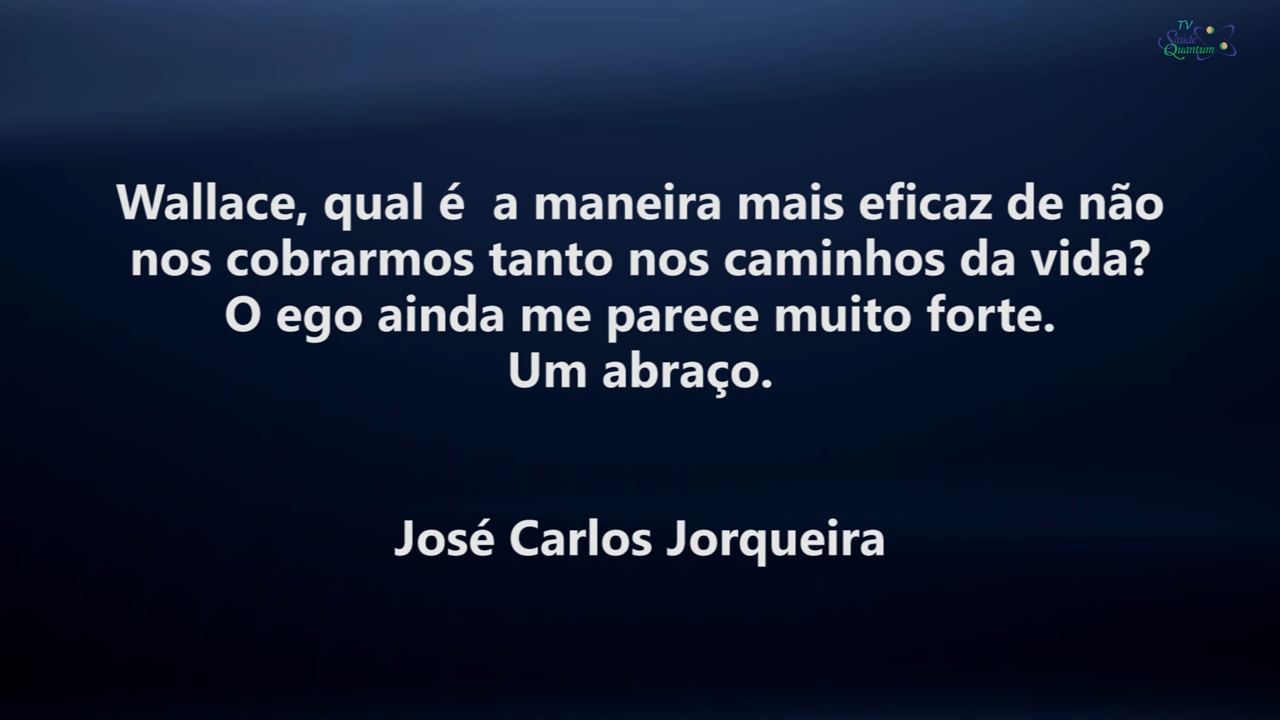 TV
Saúde
Quantum
Wallace, qual é  a maneira mais eficaz de não
nos cobrarmos tanto nos caminhos da vida?
O ego ainda me parece muito forte.
Um abraço.
José Carlos Jorqueira